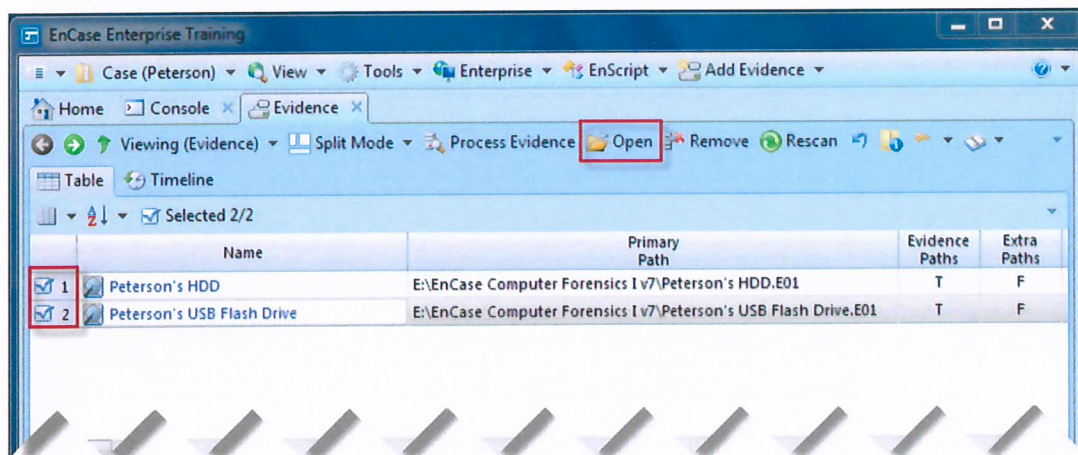 EnCase Enterprise Training
Case (Peterson) View Tools Enterprise EnScript Add Evidence
Home Console Evidence
Viewing (Evidence) Split Mode Process Evidence Open Remove Rescan
Table Timeline
Selected 2/2
Name Primary Path Evidence Paths Extra Paths
1 Peterson's HDD E:\EnCase Computer Forensics I v7\Peterson's HDD.E01 T F
2 Peterson's USB Flash Drive E:\EnCase Computer Forensics I v7\Peterson's USB Flash Drive.E01 T F